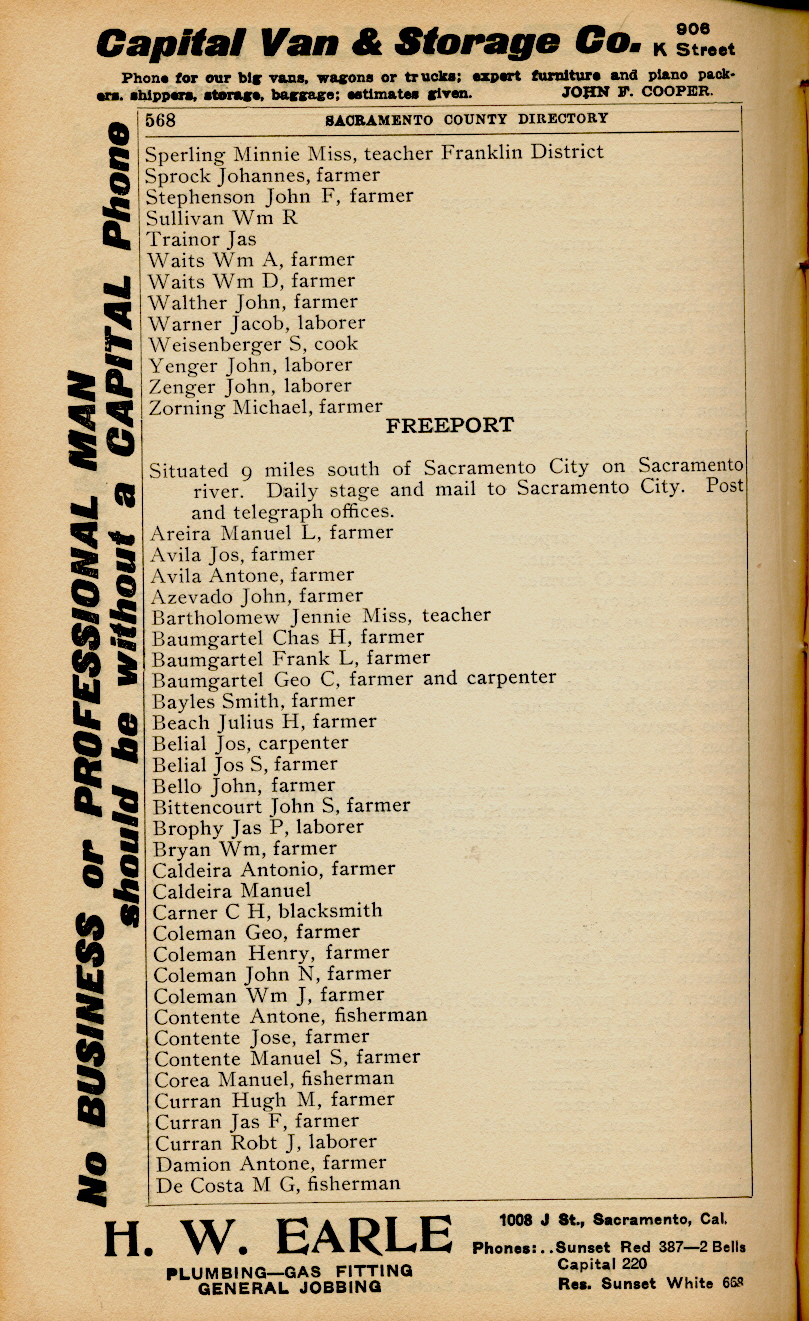 Capital Van & Storage Co. 906 K Street
Phone for our big vans, wagons or trucks; expert furniture and piano pack-
ers. shippers, storage, baggage; estimates given. JOHN F. COOPER.
No BUSINESS or PROFESSIONAL MAN
should be without a CAPITAL Phone
568 SACRAMENTO COUNTY DIRECTORY
Sperling Minnie Miss, teacher Franklin District
Sprock Johannes, farmer
Stephenson John F, farmer
Sullivan Wm R
Trainor Jas
Waits Wm A, farmer
Waits Wm D, farmer
Walther John, farmer
Warner Jacob, laborer
Weisenberger S, cook
Yenger John, laborer
Zenger John, laborer
Zorning Michael, farmer
FREEPORT
Situated 9 miles south of Sacramento City on Sacramento
river. Daily stage and mail to Sacramento City. Post
and telegraph offices.
Areira Manuel L, farmer
Avila Jos, farmer
Avila Antone, farmer
Azevado John, farmer
Bartholomew Jennie Miss, teacher
Baumgartel Chas H, farmer
Baumgartel Frank L, farmer
Baumgartel Geo C, farmer and carpenter
Bayles Smith, farmer
Beach Julius H, farmer
Belial Jos, carpenter
Belial Jos S, farmer
Bello John, farmer
Bittencourt John S, farmer
Brophy Jas P, laborer
Bryan Wm, farmer
Caldeira Antonio, farmer
Caldeira Manuel
Carner C H, blacksmith
Coleman Geo, farmer
Coleman Henry, farmer
Coleman John N, farmer
Coleman Wm J, farmer
Contente Antone, fisherman
Contente Jose, farmer
Contente Manuel S, farmer
Corea Manuel, fisherman
Curran Hugh M, farmer
Curran Jas F, farmer
Curran Robt J, laborer
Damion Antone, farmer
De Costa M G, fisherman
H. W. EARLE
PLUMBING—GAS FITTING
GENERAL JOBBING
1008 J St., Sacramento, Cal.
Phones:..Sunset Red 387—2 Bells
Capital 220
Res. Sunset White 668